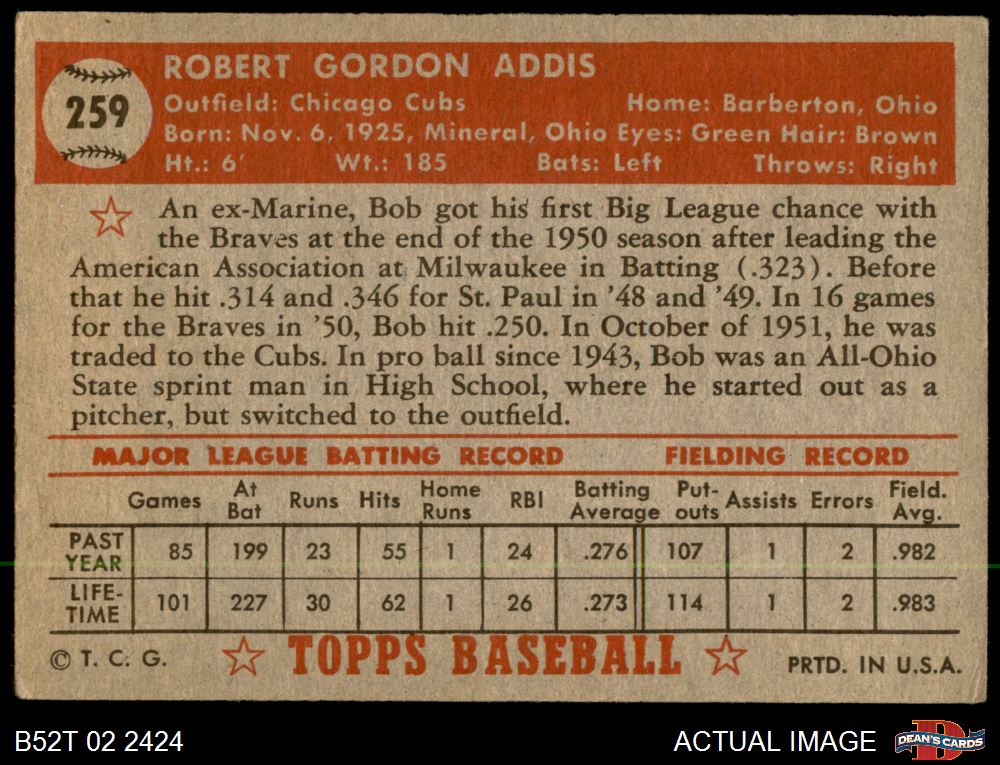 259
ROBERT GORDON ADDIS
Outfield: Chicago Cubs Home: Barberton, Ohio
Born: Nov. 6, 1925, Mineral, Ohio Eyes: Green Hair: Brown
Ht.: 6' Wt.: 185 Bats: Left Throws: Right
An ex-Marine, Bob got his first Big League chance with
the Braves at the end of the 1950 season after leading the
American Association at Milwaukee in Batting (.323). Before
that he hit .314 and .346 for St. Paul in '48 and '49. In 16 games
for the Braves in '50, Bob hit .250. In October of 1951, he was
traded to the Cubs. In pro ball since 1943, Bob was an All-Ohio
State sprint man in High School, where he started out as a
pitcher, but switched to the outfield.
MAJOR LEAGUE BATTING RECORD FIELDING RECORD
Games At Bat Runs Hits Home Runs RBI Batting Average Put-outs Assists Errors Field. Avg.
PAST YEAR 85 199 23 55 1 24 .276 107 1 2 .982
LIFE-TIME 101 227 30 62 1 26 .273 114 1 2 .983
© T. C. G. TOPPS BASEBALL PRTD. IN U.S.A.
B52T 02 2424 ACTUAL IMAGE DEAN'S CARDS